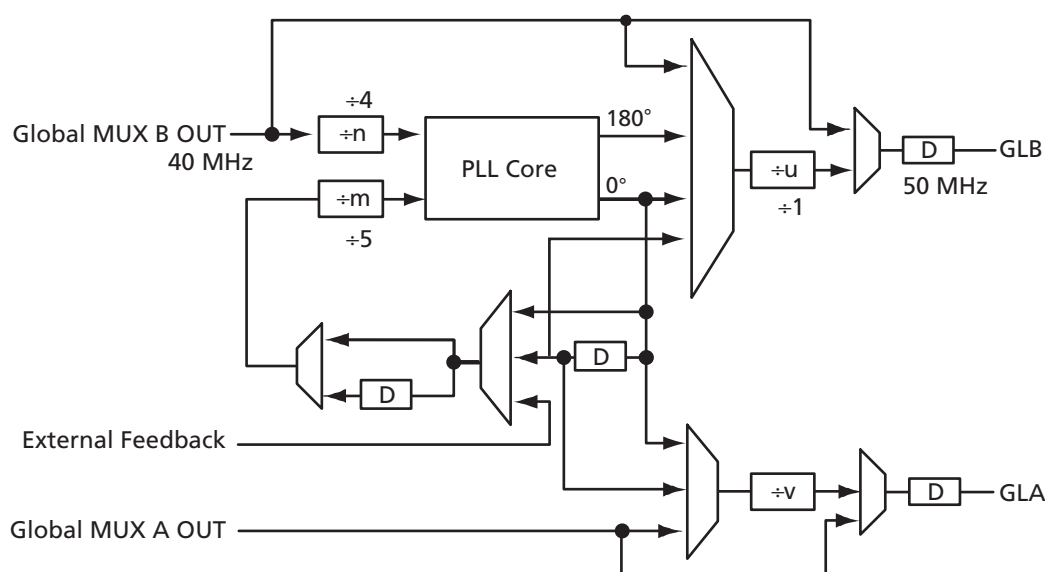 ÷4
Global MUX B OUT
÷n
180°
40 MHz
PLL Core
D
GLB
÷u
50 MHz
÷m
0°
÷1
÷5
D
D
External Feedback
÷v
D
GLA
Global MUX A OUT